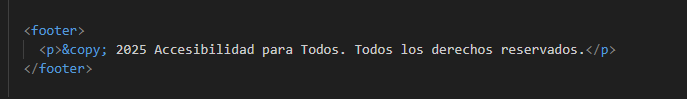 <footer>
<p>&copy; 2025 Accesibilidad para Todos. Todos los derechos reservados.</p>
</footer>